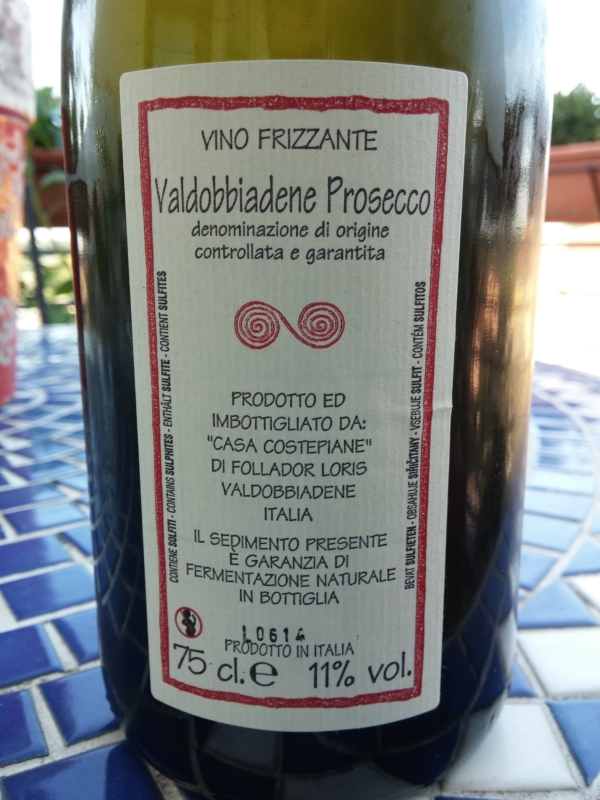 VINO FRIZZANTE
Valdobbiadene Prosecco
denominazione di origine
controllata e garantita
CONTIENE SOLFITI - CONTAINS SULPHITES - ENTHÄLT SULFITE - CONTIENT SULFITES
BEVAT SULFIETEN - OBSAHUJE SIŘIČITANY - VSEBUJE SULFIT - CONTÉM SULFITOS
PRODOTTO ED
IMBOTTIGLIATO DA:
"CASA COSTEPIANE"
DI FOLLADOR LORIS
VALDOBBIADENE
ITALIA
IL SEDIMENTO PRESENTE
È GARANZIA DI
FERMENTAZIONE NATURALE
IN BOTTIGLIA
L0614
PRODOTTO IN ITALIA
75 cl. e 11% vol.